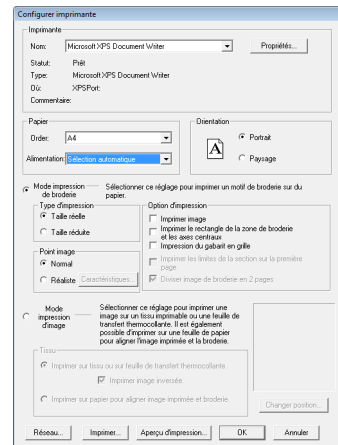 Configurer imprimante
Imprimante
Nom: Microsoft XPS Document Writer Propriétés...
Statut: Prêt
Type: Microsoft XPS Document Writer
Où: XPSPort:
Commentaire:
Papier
Order: A4
Alimentation: Sélection automatique
Orientation
A
Portrait
Paysage
Mode impression
de broderie
Sélectionner ce réglage pour imprimer un motif de broderie sur du
papier.
Type d'impression
Taille réelle
Taille réduite
Point image
Normal
Réaliste Caractéristiques...
Option d'impression
Imprimer image
Imprimer le rectangle de la zone de broderie
et les axes centraux
Impression du gabarit en grille
Imprimer les limites de la section sur la première
page
Diviser image de broderie en 2 pages
Mode
impression
d'image
Sélectionner ce réglage pour imprimer une
image sur un tissu imprimable ou une feuille de
transfert thermocollante. Il est également
possible d'imprimer sur une feuille de papier
pour aligner l'image imprimée et la broderie.
Tissu
Imprimer sur tissu ou sur feuille de transfert thermocollante.
Imprimer image inversée.
Imprimer sur papier pour aligner image imprimée et broderie.
Changer position...
Réseau... Imprimer... Aperçu d'impression... OK Annuler